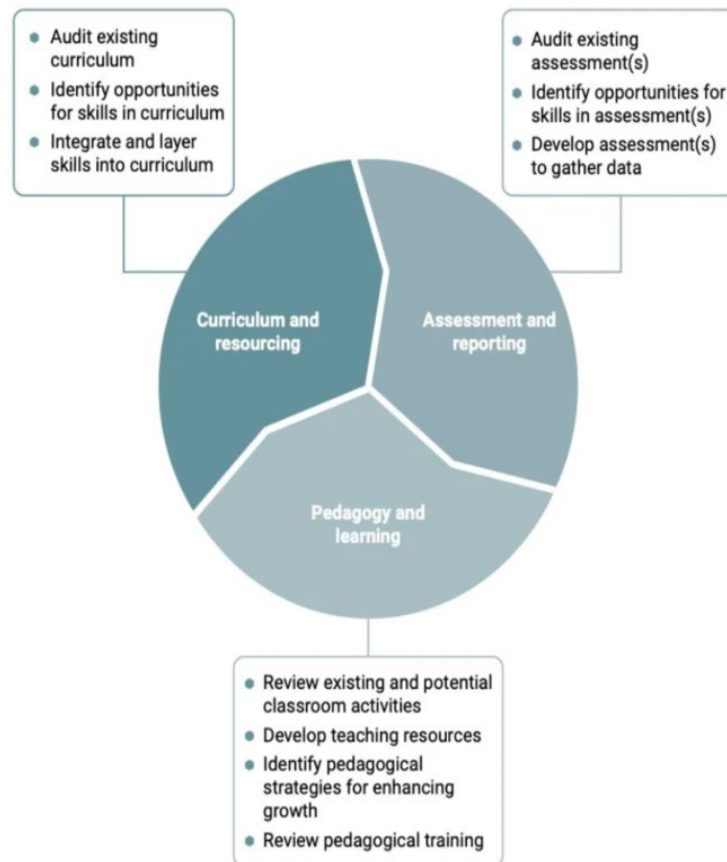 Audit existing
curriculum
Identify opportunities
for skills in curriculum
Integrate and layer
skills into curriculum
Audit existing
assessment(s)
Identify opportunities for
skills in assessment(s)
Develop assessment(s)
to gather data
Curriculum and
resourcing
Assessment and
reporting
Pedagogy and
learning
Review existing and potential
classroom activities
Develop teaching resources
Identify pedagogical
strategies for enhancing
growth
Review pedagogical training